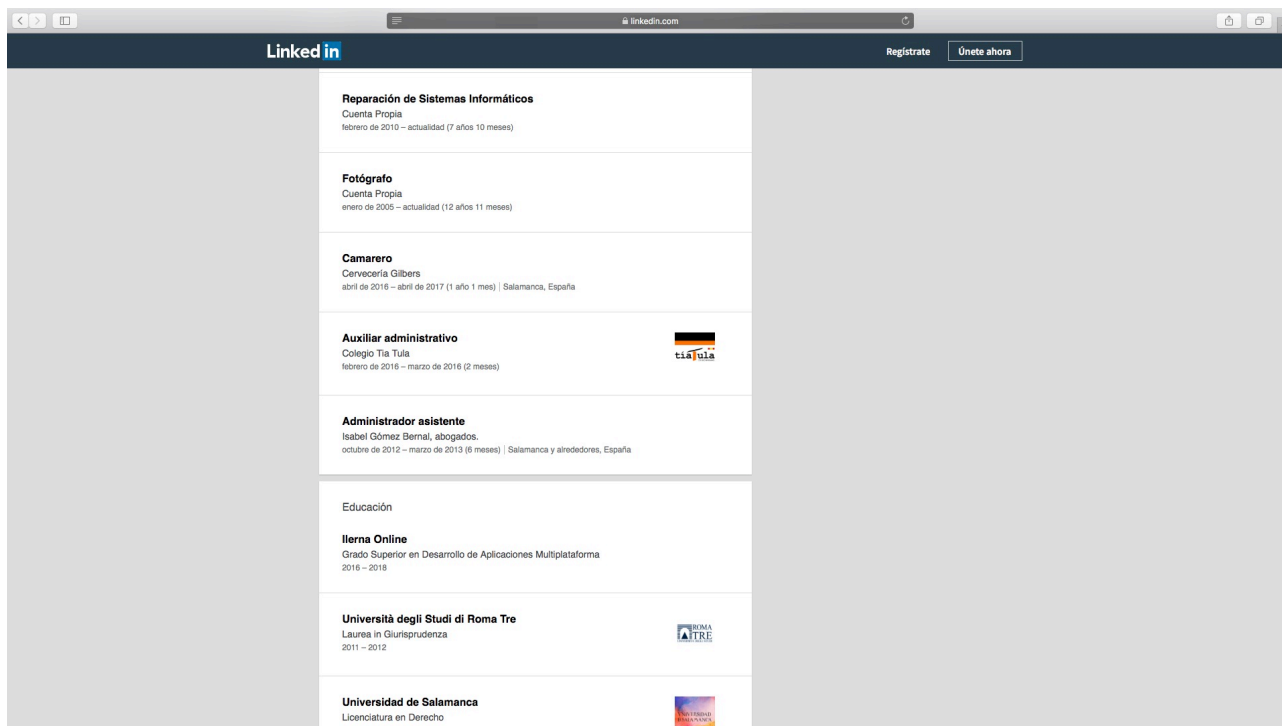 linkedin.com
Linked in
Regístrate
Únete ahora
Reparación de Sistemas Informáticos
Cuenta Propia
febrero de 2010 – actualidad (7 años 10 meses)
Fotógrafo
Cuenta Propia
enero de 2005 – actualidad (12 años 11 meses)
Camarero
Cervecería Gilbers
abril de 2016 – abril de 2017 (1 año 1 mes) | Salamanca, España
Auxiliar administrativo
Colegio Tia Tula
febrero de 2016 – marzo de 2016 (2 meses)
tíaTula
Administrador asistente
Isabel Gómez Bernal, abogados.
octubre de 2012 – marzo de 2013 (6 meses) | Salamanca y alrededores, España
Educación
Ilerna Online
Grado Superior en Desarrollo de Aplicaciones Multiplataforma
2016 – 2018
Università degli Studi di Roma Tre
Laurea in Giurisprudenza
2011 – 2012
ROMA
TRE
Universidad de Salamanca
Licenciatura en Derecho